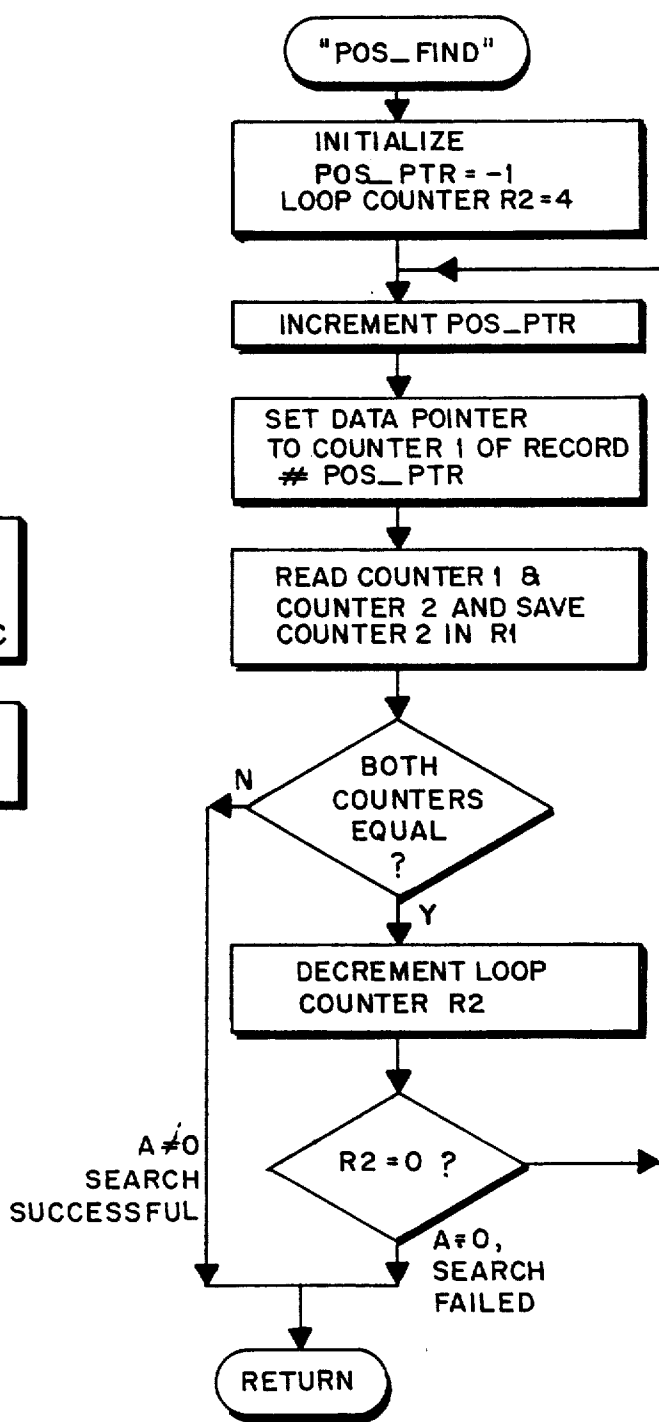 "POS_FIND"
INITIALIZE
POS_PTR = -1
LOOP COUNTER R2=4
INCREMENT POS_PTR
SET DATA POINTER
TO COUNTER 1 OF RECORD
# POS_PTR
C
READ COUNTER 1 &
COUNTER 2 AND SAVE
COUNTER 2 IN R1
N
BOTH
COUNTERS
EQUAL
?
Y
DECREMENT LOOP
COUNTER R2
R2=0 ?
A≠0
SEARCH
SUCCESSFUL
A=0,
SEARCH
FAILED
RETURN